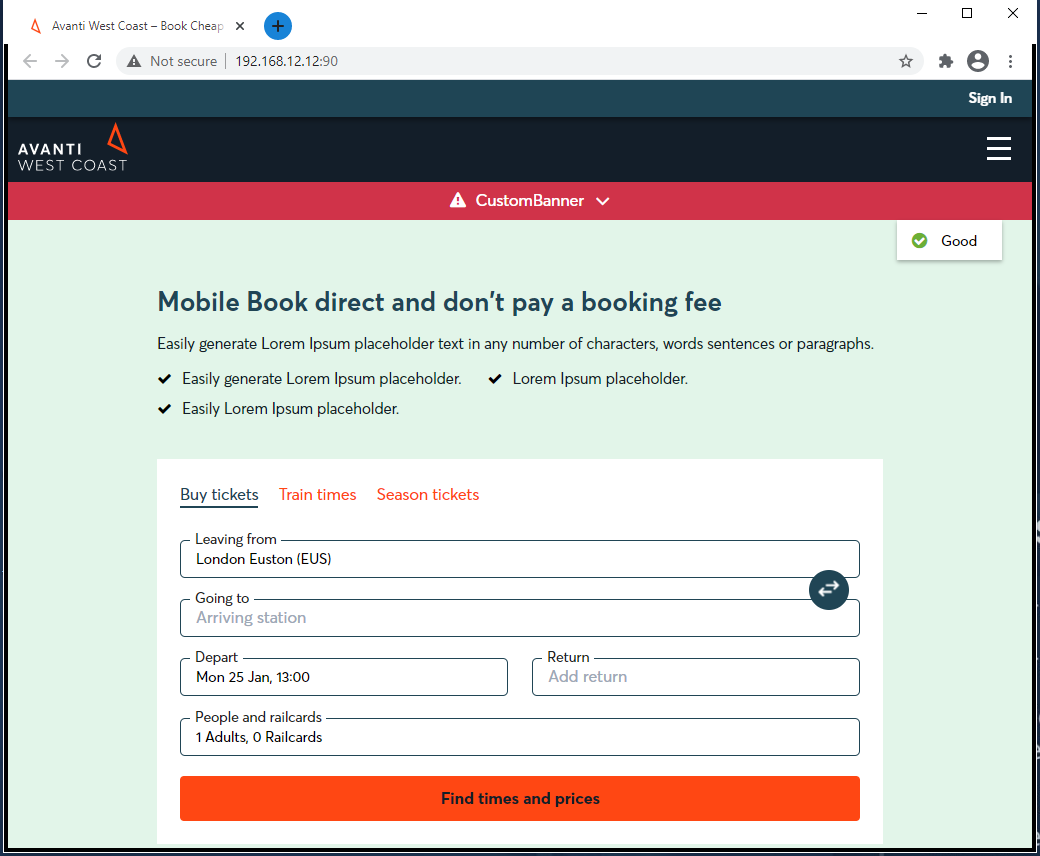 Avanti West Coast – Book Cheap
Not secure
192.168.12.12:90
Sign In
AVANTI
WEST COAST
CustomBanner
Good
Mobile Book direct and don't pay a booking fee
Easily generate Lorem Ipsum placeholder text in any number of characters, words sentences or paragraphs.
Easily generate Lorem Ipsum placeholder.
Lorem Ipsum placeholder.
Easily Lorem Ipsum placeholder.
Buy tickets Train times Season tickets
Leaving from
London Euston (EUS)
Going to
Arriving station
Depart
Mon 25 Jan, 13:00
Return
Add return
People and railcards
1 Adults, 0 Railcards
Find times and prices